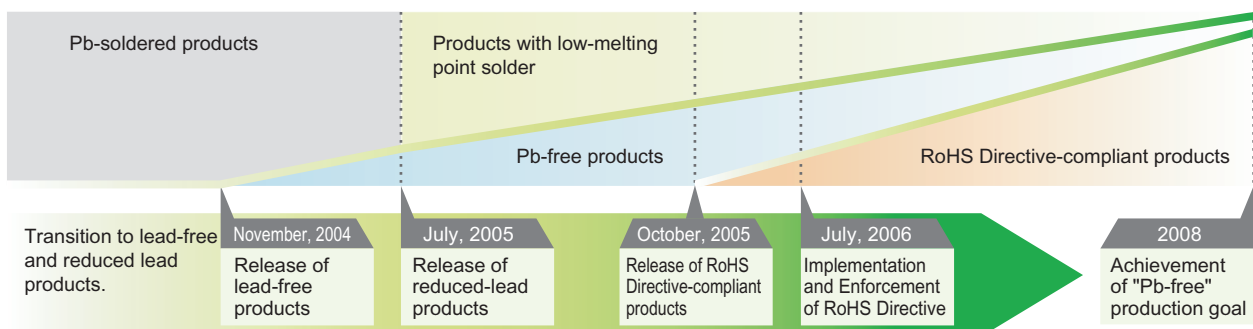 Pb-soldered products
Products with low-melting
point solder
Pb-free products
RoHS Directive-compliant products
Transition to lead-free
and reduced lead
products.
November, 2004
Release of
lead-free
products
July, 2005
Release of
reduced-lead
products
October, 2005
Release of RoHS
Directive-compliant
products
July, 2006
Implementation
and Enforcement
of RoHS Directive
2008
Achievement
of "Pb-free"
production goal